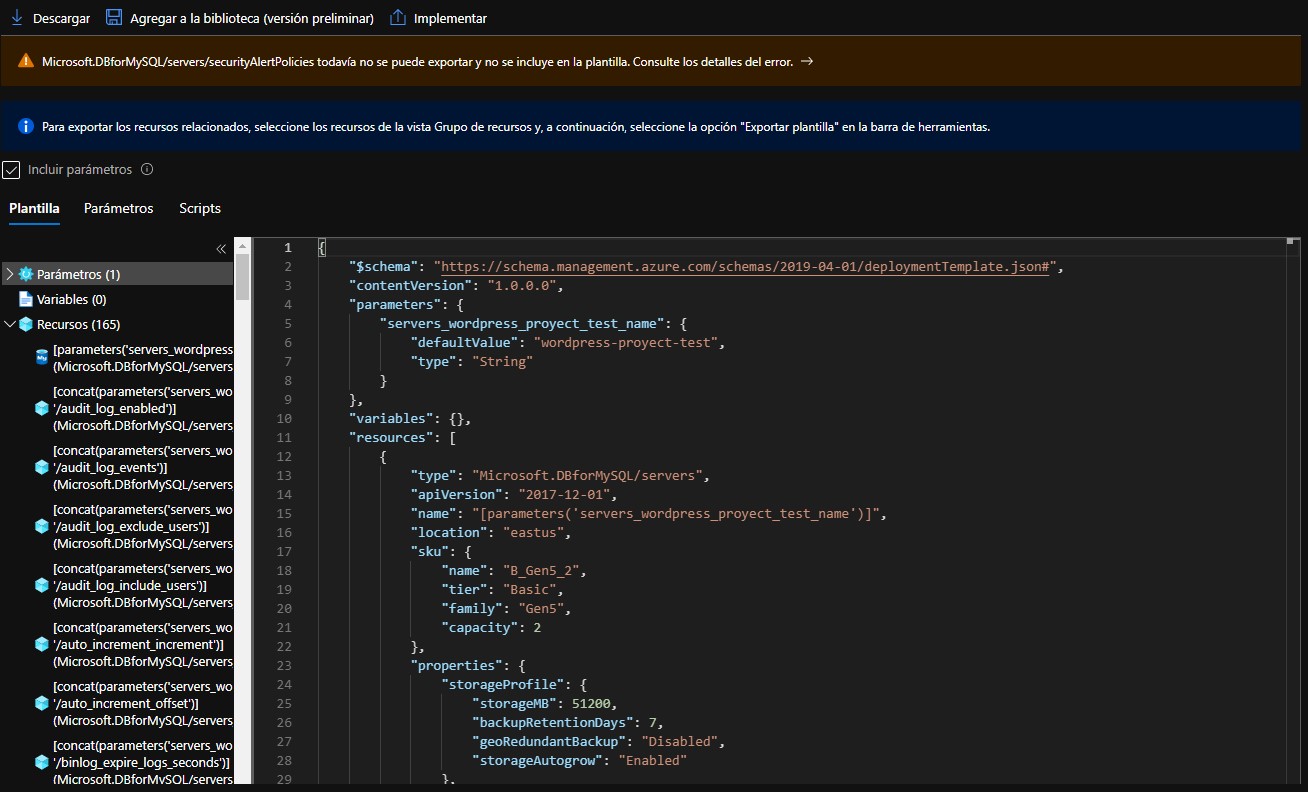 Descargar Agregar a la biblioteca (versión preliminar) Implementar
Microsoft.DBforMySQL/servers/securityAlertPolicies todavía no se puede exportar y no se incluye en la plantilla. Consulte los detalles del error. →
Para exportar los recursos relacionados, seleccione los recursos de la vista Grupo de recursos y, a continuación, seleccione la opción "Exportar plantilla" en la barra de herramientas.
Incluir parámetros
Plantilla Parámetros Scripts
Parámetros (1)
Variables (0)
Recursos (165)
[parameters('servers_wordpress
(Microsoft.DBforMySQL/servers
[concat(parameters('servers_wo
'/audit_log_enabled')]
(Microsoft.DBforMySQL/servers
[concat(parameters('servers_wo
'/audit_log_events')]
(Microsoft.DBforMySQL/servers
[concat(parameters('servers_wo
'/audit_log_exclude_users')]
(Microsoft.DBforMySQL/servers
[concat(parameters('servers_wo
'/audit_log_include_users')]
(Microsoft.DBforMySQL/servers
[concat(parameters('servers_wo
'/auto_increment_increment')]
(Microsoft.DBforMySQL/servers
[concat(parameters('servers_wo
'/auto_increment_offset')]
(Microsoft.DBforMySQL/servers
[concat(parameters('servers_wo
'/binlog_expire_logs_seconds')]
(Microsoft.DBforMySQL/servers
1 {
2 "$schema": "https://schema.management.azure.com/schemas/2019-04-01/deploymentTemplate.json#",
3 "contentVersion": "1.0.0.0",
4 "parameters": {
5 "servers_wordpress_proyect_test_name": {
6 "defaultValue": "wordpress-proyect-test",
7 "type": "String"
8 }
9 },
10 "variables": {},
11 "resources": [
12 {
13 "type": "Microsoft.DBforMySQL/servers",
14 "apiVersion": "2017-12-01",
15 "name": "[parameters('servers_wordpress_proyect_test_name')]",
16 "location": "eastus",
17 "sku": {
18 "name": "B_Gen5_2",
19 "tier": "Basic",
20 "family": "Gen5",
21 "capacity": 2
22 },
23 "properties": {
24 "storageProfile": {
25 "storageMB": 51200,
26 "backupRetentionDays": 7,
27 "geoRedundantBackup": "Disabled",
28 "storageAutogrow": "Enabled"
29 },